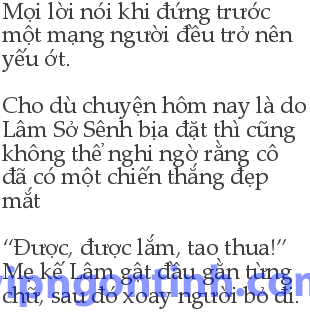 Mọi lời nói khi đứng trước
một mạng người đều trở nên
yếu ớt.
Cho dù chuyện hôm nay là do
Lâm Sở Sênh bịa đặt thì cũng
không thể nghi ngờ rằng cô
đã có một chiến thắng đẹp
mắt
“Được, được lắm, tao thua!”
Mẹ kế Lâm gật đầu gằn từng
chữ, sau đó xoay người bỏ đi.